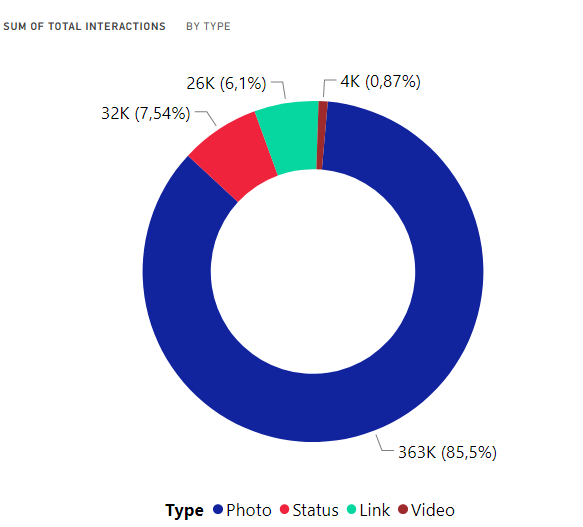 SUM OF TOTAL INTERACTIONS BY TYPE
26K (6,1%) 4K (0,87%)
32K (7,54%)
363K (85,5%)
Type Photo Status Link Video